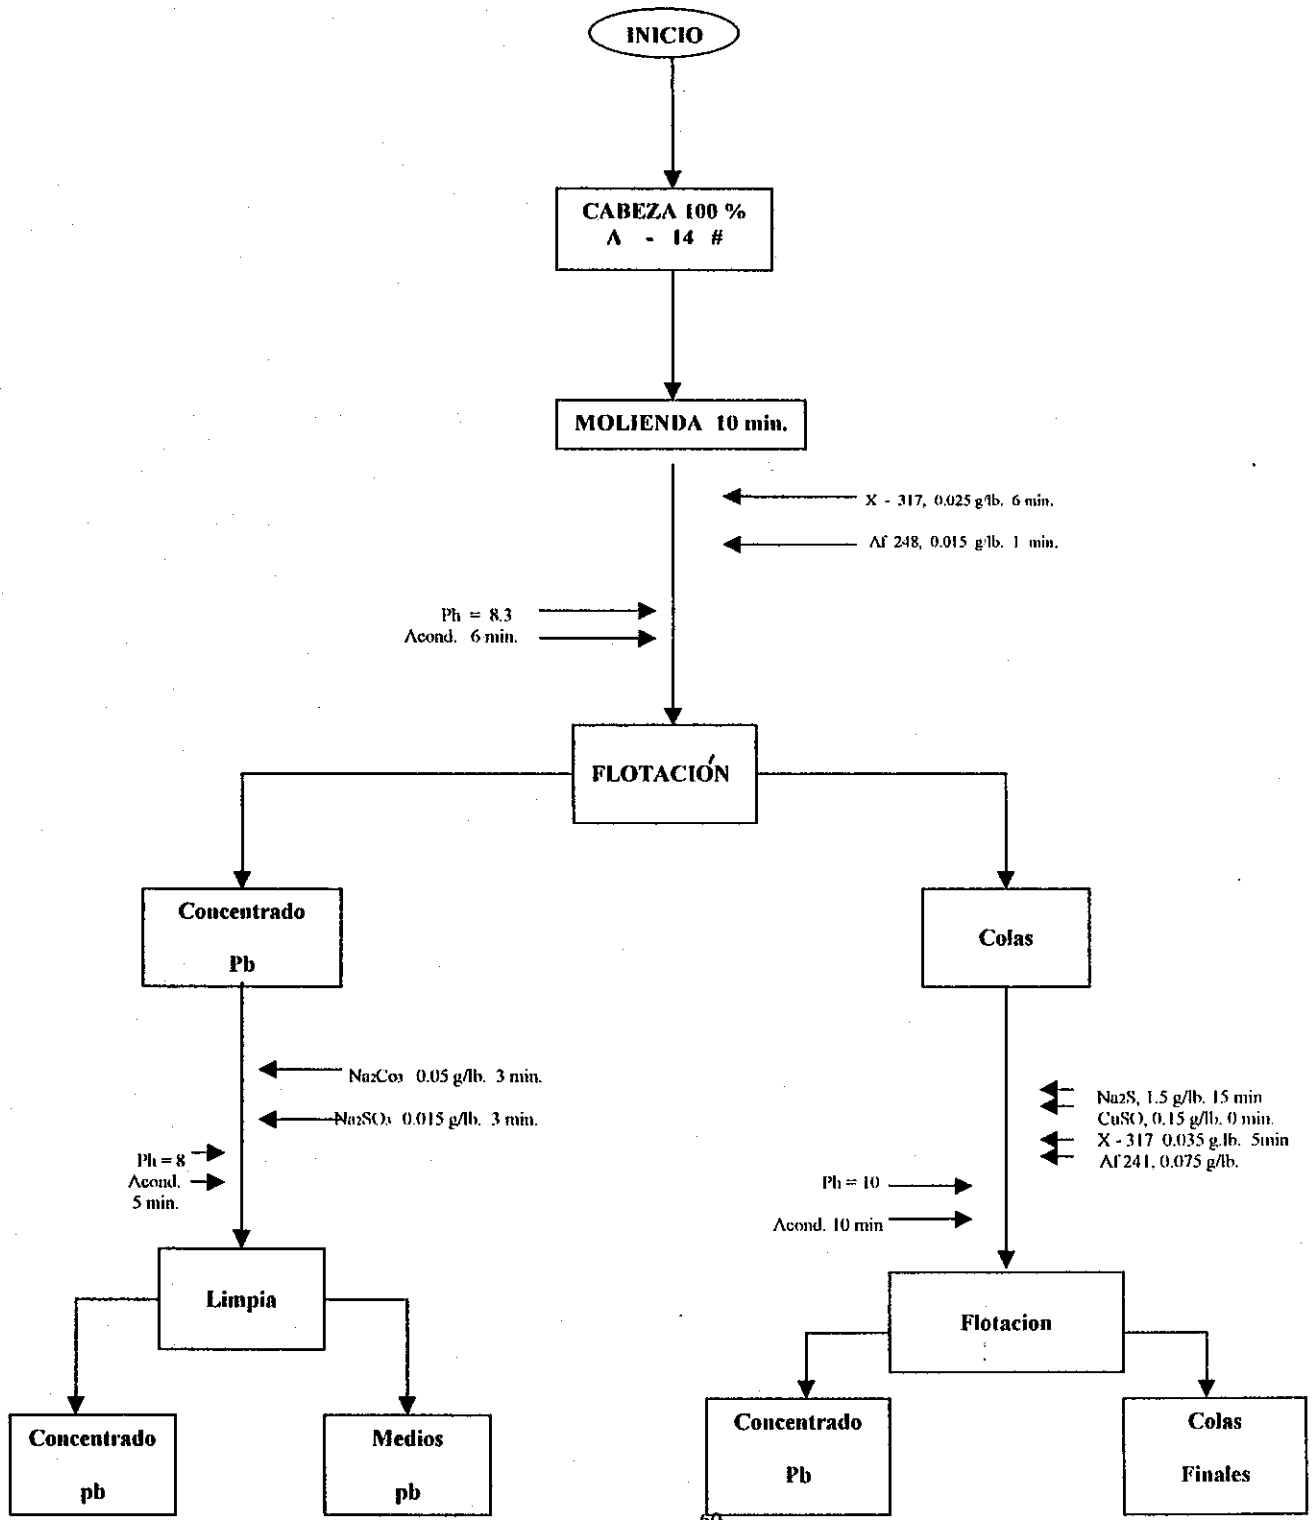 INICIO
CABEZA 100 %
A - 14 #
MOLIENDA 10 min.
X - 317, 0.025 g/lb. 6 min.
Af 248, 0.015 g/lb. 1 min.
Ph = 8.3
Acond. 6 min.
FLOTACIÓN
Concentrado
Pb
Colas
Na₂Co₃ 0.05 g/lb. 3 min.
Na₂SO₃ 0.015 g/lb. 3 min.
Ph = 8
Acond.
5 min.
Na₂S, 1.5 g/lb. 15 min
CuSO, 0.15 g/lb. 0 min.
X - 317 0.035 g.lb. 5min
Af 241, 0.075 g/lb.
Ph = 10
Acond. 10 min
Limpia
Flotacion
Concentrado
pb
Medios
pb
Concentrado
Pb
Colas
Finales